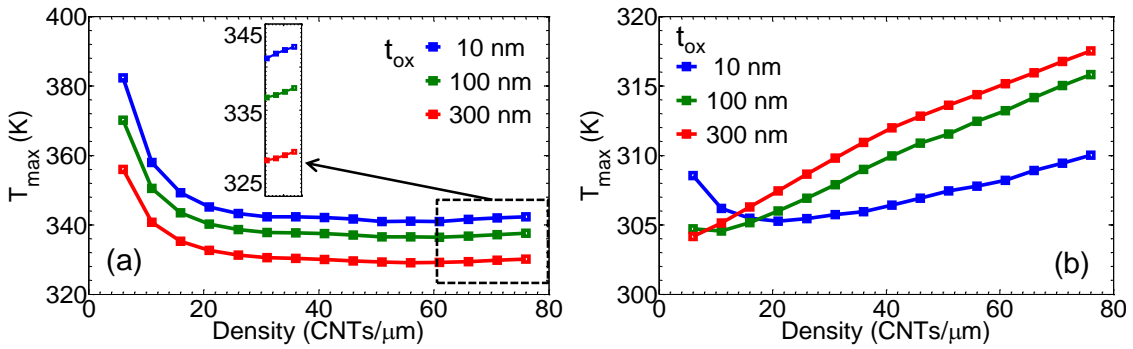 400
380
360
340
320
T_max (K)
0
20
40
60
80
Density (CNTs/μm)
(a)
345
335
325
t_ox
10 nm
100 nm
300 nm
320
315
310
305
300
T_max (K)
0
20
40
60
80
Density (CNTs/μm)
(b)
t_ox
10 nm
100 nm
300 nm